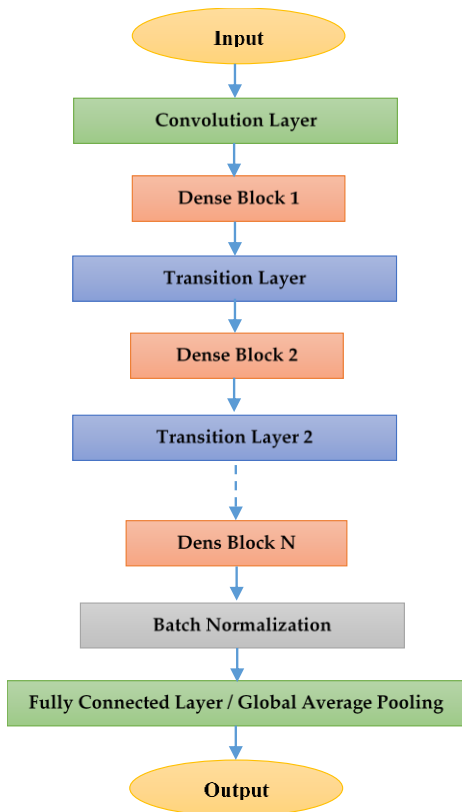 Input
Convolution Layer
Dense Block 1
Transition Layer
Dense Block 2
Transition Layer 2
Dens Block N
Batch Normalization
Fully Connected Layer / Global Average Pooling
Output